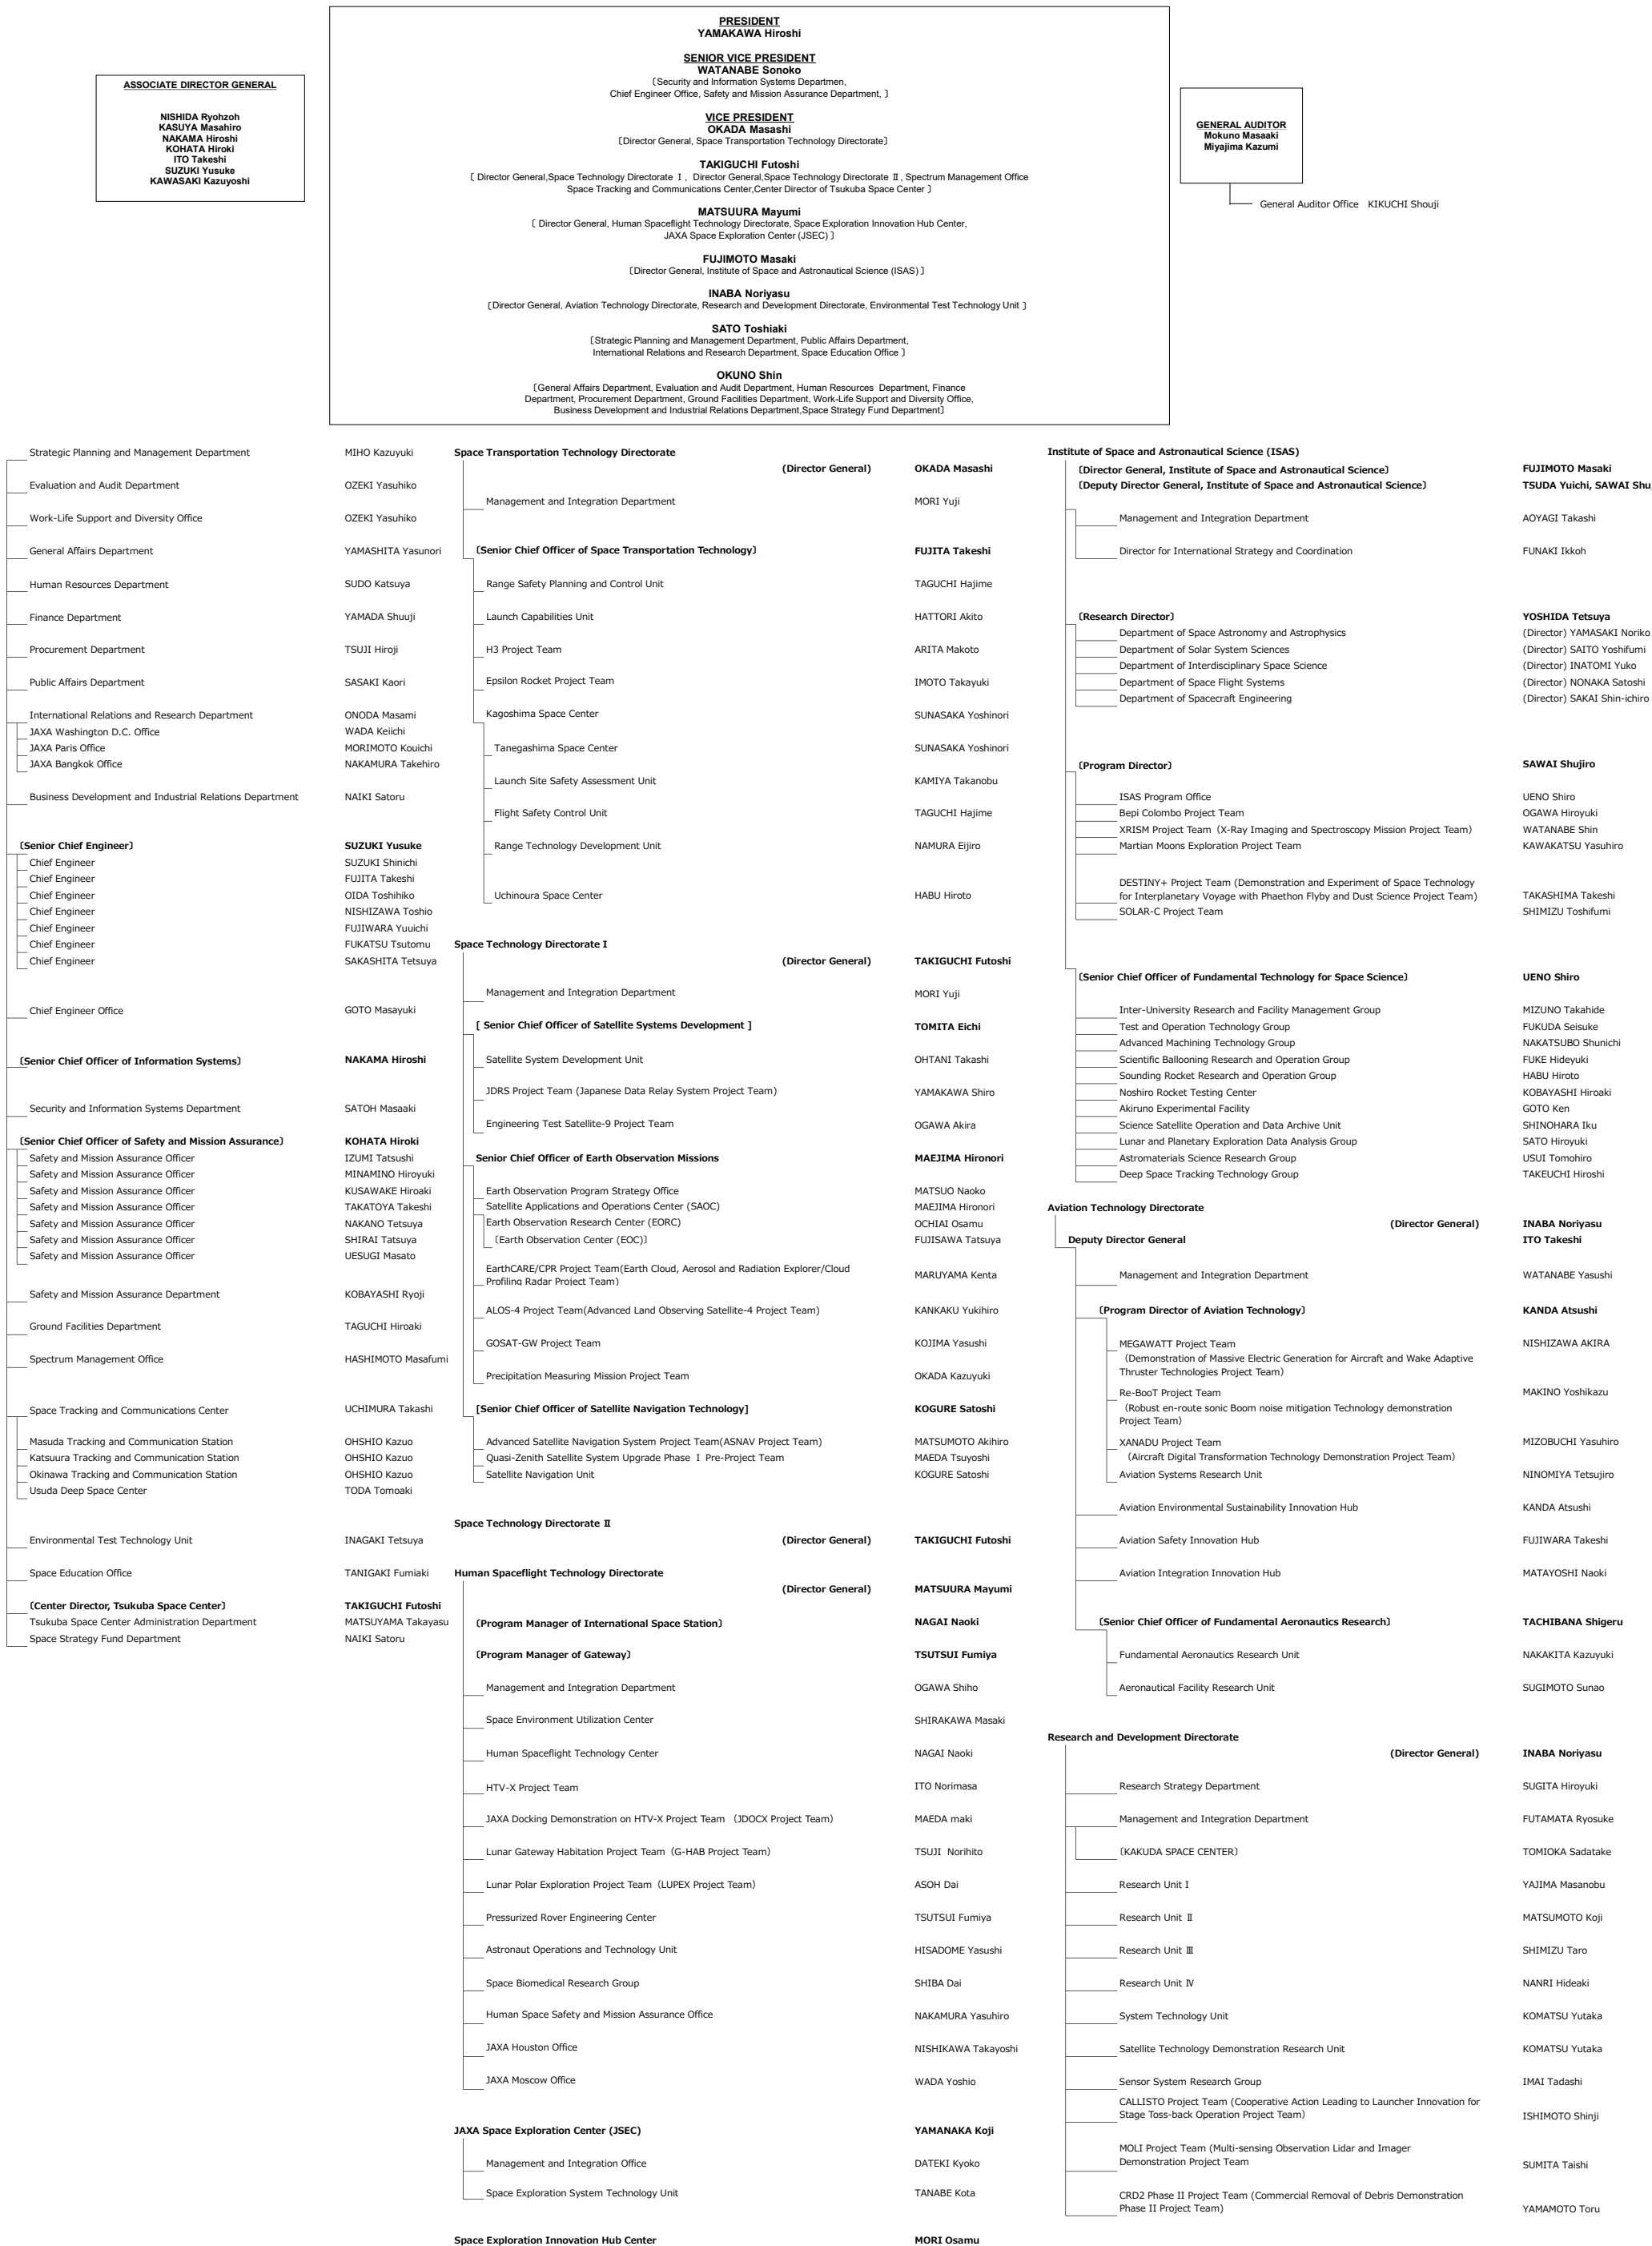 PRESIDENT
YAMAKAWA Hiroshi
SENIOR VICE PRESIDENT
WATANABE Sonoko
〔Security and Information Systems Departmen,
Chief Engineer Office, Safety and Mission Assurance Department, 〕
VICE PRESIDENT
OKADA Masashi
〔Director General, Space Transportation Technology Directorate〕
TAKIGUCHI Futoshi
〔 Director General,Space Technology Directorate Ⅰ, Director General,Space Technology Directorate Ⅱ, Spectrum Management Office
Space Tracking and Communications Center,Center Director of Tsukuba Space Center 〕
MATSUURA Mayumi
〔 Director General, Human Spaceflight Technology Directorate, Space Exploration Innovation Hub Center,
JAXA Space Exploration Center (JSEC) 〕
FUJIMOTO Masaki
〔Director General, Institute of Space and Astronautical Science (ISAS) 〕
INABA Noriyasu
〔Director General, Aviation Technology Directorate, Research and Development Directorate, Environmental Test Technology Unit 〕
SATO Toshiaki
〔Strategic Planning and Management Department, Public Affairs Department,
International Relations and Research Department, Space Education Office 〕
OKUNO Shin
〔General Affairs Department, Evaluation and Audit Department, Human Resources Department, Finance
Department, Procurement Department, Ground Facilities Department, Work-Life Support and Diversity Office,
Business Development and Industrial Relations Department,Space Strategy Fund Department〕
ASSOCIATE DIRECTOR GENERAL
NISHIDA Ryohzoh
KASUYA Masahiro
NAKAMA Hiroshi
KOHATA Hiroki
ITO Takeshi
SUZUKI Yusuke
KAWASAKI Kazuyoshi
GENERAL AUDITOR
Mokuno Masaaki
Miyajima Kazumi
General Auditor Office KIKUCHI Shouji
Strategic Planning and Management Department MIHO Kazuyuki
Evaluation and Audit Department OZEKI Yasuhiko
Work-Life Support and Diversity Office OZEKI Yasuhiko
General Affairs Department YAMASHITA Yasunori
Human Resources Department SUDO Katsuya
Finance Department YAMADA Shuuji
Procurement Department TSUJI Hiroji
Public Affairs Department SASAKI Kaori
International Relations and Research Department ONODA Masami
JAXA Washington D.C. Office WADA Keiichi
JAXA Paris Office MORIMOTO Kouichi
JAXA Bangkok Office NAKAMURA Takehiro
Business Development and Industrial Relations Department NAIKI Satoru
〔Senior Chief Engineer〕 SUZUKI Yusuke
Chief Engineer SUZUKI Shinichi
Chief Engineer FUJITA Takeshi
Chief Engineer OIDA Toshihiko
Chief Engineer NISHIZAWA Toshio
Chief Engineer FUJIWARA Yuuichi
Chief Engineer FUKATSU Tsutomu
Chief Engineer SAKASHITA Tetsuya
Chief Engineer Office GOTO Masayuki
〔Senior Chief Officer of Information Systems〕 NAKAMA Hiroshi
Security and Information Systems Department SATOH Masaaki
〔Senior Chief Officer of Safety and Mission Assurance〕 KOHATA Hiroki
Safety and Mission Assurance Officer IZUMI Tatsushi
Safety and Mission Assurance Officer MINAMINO Hiroyuki
Safety and Mission Assurance Officer KUSAWAKE Hiroaki
Safety and Mission Assurance Officer TAKATOYA Takeshi
Safety and Mission Assurance Officer NAKANO Tetsuya
Safety and Mission Assurance Officer SHIRAI Tatsuya
Safety and Mission Assurance Officer UESUGI Masato
Safety and Mission Assurance Department KOBAYASHI Ryoji
Ground Facilities Department TAGUCHI Hiroaki
Spectrum Management Office HASHIMOTO Masafumi
Space Tracking and Communications Center UCHIMURA Takashi
Masuda Tracking and Communication Station OHSHIO Kazuo
Katsuura Tracking and Communication Station OHSHIO Kazuo
Okinawa Tracking and Communication Station OHSHIO Kazuo
Usuda Deep Space Center TODA Tomoaki
Environmental Test Technology Unit INAGAKI Tetsuya
Space Education Office TANIGAKI Fumiaki
〔Center Director, Tsukuba Space Center〕 TAKIGUCHI Futoshi
Tsukuba Space Center Administration Department MATSUYAMA Takayasu
Space Strategy Fund Department NAIKI Satoru
Space Transportation Technology Directorate
(Director General) OKADA Masashi
Management and Integration Department MORI Yuji
〔Senior Chief Officer of Space Transportation Technology〕 FUJITA Takeshi
Range Safety Planning and Control Unit TAGUCHI Hajime
Launch Capabilities Unit HATTORI Akito
H3 Project Team ARITA Makoto
Epsilon Rocket Project Team IMOTO Takayuki
Kagoshima Space Center SUNASAKA Yoshinori
Tanegashima Space Center SUNASAKA Yoshinori
Launch Site Safety Assessment Unit KAMIYA Takanobu
Flight Safety Control Unit TAGUCHI Hajime
Range Technology Development Unit NAMURA Eijiro
Uchinoura Space Center HABU Hiroto
Space Technology Directorate I
(Director General) TAKIGUCHI Futoshi
Management and Integration Department MORI Yuji
[ Senior Chief Officer of Satellite Systems Development ] TOMITA Eichi
Satellite System Development Unit OHTANI Takashi
JDRS Project Team (Japanese Data Relay System Project Team) YAMAKAWA Shiro
Engineering Test Satellite-9 Project Team OGAWA Akira
Senior Chief Officer of Earth Observation Missions MAEJIMA Hironori
Earth Observation Program Strategy Office MATSUO Naoko
Satellite Applications and Operations Center (SAOC) MAEJIMA Hironori
Earth Observation Research Center (EORC) OCHIAI Osamu
〔Earth Observation Center (EOC)〕 FUJISAWA Tatsuya
EarthCARE/CPR Project Team(Earth Cloud, Aerosol and Radiation Explorer/Cloud
Profiling Radar Project Team) MARUYAMA Kenta
ALOS-4 Project Team(Advanced Land Observing Satellite-4 Project Team) KANKAKU Yukihiro
GOSAT-GW Project Team KOJIMA Yasushi
Precipitation Measuring Mission Project Team OKADA Kazuyuki
[Senior Chief Officer of Satellite Navigation Technology] KOGURE Satoshi
Advanced Satellite Navigation System Project Team(ASNAV Project Team) MATSUMOTO Akihiro
Quasi-Zenith Satellite System Upgrade Phase Ⅰ Pre-Project Team MAEDA Tsuyoshi
Satellite Navigation Unit KOGURE Satoshi
Space Technology Directorate Ⅱ
(Director General) TAKIGUCHI Futoshi
Human Spaceflight Technology Directorate
(Director General) MATSUURA Mayumi
〔Program Manager of International Space Station〕 NAGAI Naoki
〔Program Manager of Gateway〕 TSUTSUI Fumiya
Management and Integration Department OGAWA Shiho
Space Environment Utilization Center SHIRAKAWA Masaki
Human Spaceflight Technology Center NAGAI Naoki
HTV-X Project Team ITO Norimasa
JAXA Docking Demonstration on HTV-X Project Team （JDOCX Project Team） MAEDA maki
Lunar Gateway Habitation Project Team（G-HAB Project Team） TSUJI Norihito
Lunar Polar Exploration Project Team（LUPEX Project Team） ASOH Dai
Pressurized Rover Engineering Center TSUTSUI Fumiya
Astronaut Operations and Technology Unit HISADOME Yasushi
Space Biomedical Research Group SHIBA Dai
Human Space Safety and Mission Assurance Office NAKAMURA Yasuhiro
JAXA Houston Office NISHIKAWA Takayoshi
JAXA Moscow Office WADA Yoshio
JAXA Space Exploration Center (JSEC) YAMANAKA Koji
Management and Integration Office DATEKI Kyoko
Space Exploration System Technology Unit TANABE Kota
Space Exploration Innovation Hub Center MORI Osamu
Institute of Space and Astronautical Science (ISAS)
〔Director General, Institute of Space and Astronautical Science〕 FUJIMOTO Masaki
〔Deputy Director General, Institute of Space and Astronautical Science〕 TSUDA Yuichi, SAWAI Shu
Management and Integration Department AOYAGI Takashi
Director for International Strategy and Coordination FUNAKI Ikkoh
〔Research Director〕 YOSHIDA Tetsuya
Department of Space Astronomy and Astrophysics (Director) YAMASAKI Noriko
Department of Solar System Sciences (Director) SAITO Yoshifumi
Department of Interdisciplinary Space Science (Director) INATOMI Yuko
Department of Space Flight Systems (Director) NONAKA Satoshi
Department of Spacecraft Engineering (Director) SAKAI Shin-ichiro
〔Program Director〕 SAWAI Shujiro
ISAS Program Office UENO Shiro
Bepi Colombo Project Team OGAWA Hiroyuki
XRISM Project Team（X-Ray Imaging and Spectroscopy Mission Project Team） WATANABE Shin
Martian Moons Exploration Project Team KAWAKATSU Yasuhiro
DESTINY+ Project Team (Demonstration and Experiment of Space Technology
for Interplanetary Voyage with Phaethon Flyby and Dust Science Project Team) TAKASHIMA Takeshi
SOLAR-C Project Team SHIMIZU Toshifumi
〔Senior Chief Officer of Fundamental Technology for Space Science〕 UENO Shiro
Inter-University Research and Facility Management Group MIZUNO Takahide
Test and Operation Technology Group FUKUDA Seisuke
Advanced Machining Technology Group NAKATSUBO Shunichi
Scientific Ballooning Research and Operation Group FUKE Hideyuki
Sounding Rocket Research and Operation Group HABU Hiroto
Noshiro Rocket Testing Center KOBAYASHI Hiroaki
Akiruno Experimental Facility GOTO Ken
Science Satellite Operation and Data Archive Unit SHINOHARA Iku
Lunar and Planetary Exploration Data Analysis Group SATO Hiroyuki
Astromaterials Science Research Group USUI Tomohiro
Deep Space Tracking Technology Group TAKEUCHI Hiroshi
Aviation Technology Directorate
(Director General) INABA Noriyasu
Deputy Director General ITO Takeshi
Management and Integration Department WATANABE Yasushi
〔Program Director of Aviation Technology〕 KANDA Atsushi
MEGAWATT Project Team NISHIZAWA AKIRA
（Demonstration of Massive Electric Generation for Aircraft and Wake Adaptive
Thruster Technologies Project Team）
Re-BooT Project Team MAKINO Yoshikazu
（Robust en-route sonic Boom noise mitigation Technology demonstration
Project Team）
XANADU Project Team MIZOBUCHI Yasuhiro
（Aircraft Digital Transformation Technology Demonstration Project Team）
Aviation Systems Research Unit NINOMIYA Tetsujiro
Aviation Environmental Sustainability Innovation Hub KANDA Atsushi
Aviation Safety Innovation Hub FUJIWARA Takeshi
Aviation Integration Innovation Hub MATAYOSHI Naoki
〔Senior Chief Officer of Fundamental Aeronautics Research〕 TACHIBANA Shigeru
Fundamental Aeronautics Research Unit NAKAKITA Kazuyuki
Aeronautical Facility Research Unit SUGIMOTO Sunao
Research and Development Directorate
(Director General) INABA Noriyasu
Research Strategy Department SUGITA Hiroyuki
Management and Integration Department FUTAMATA Ryosuke
〔KAKUDA SPACE CENTER〕 TOMIOKA Sadatake
Research Unit I YAJIMA Masanobu
Research Unit Ⅱ MATSUMOTO Koji
Research Unit Ⅲ SHIMIZU Taro
Research Unit Ⅳ NANRI Hideaki
System Technology Unit KOMATSU Yutaka
Satellite Technology Demonstration Research Unit KOMATSU Yutaka
Sensor System Research Group IMAI Tadashi
CALLISTO Project Team (Cooperative Action Leading to Launcher Innovation for
Stage Toss-back Operation Project Team) ISHIMOTO Shinji
MOLI Project Team (Multi-sensing Observation Lidar and Imager
Demonstration Project Team SUMITA Taishi
CRD2 Phase II Project Team (Commercial Removal of Debris Demonstration
Phase II Project Team) YAMAMOTO Toru